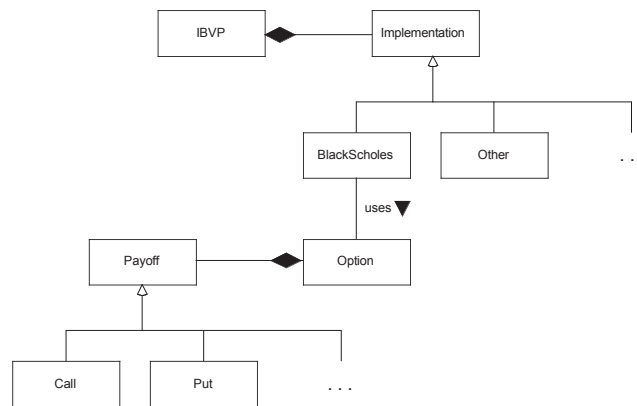 IBVP
Implementation
BlackScholes
Other
. .
uses
Payoff
Option
Call
Put
. . .